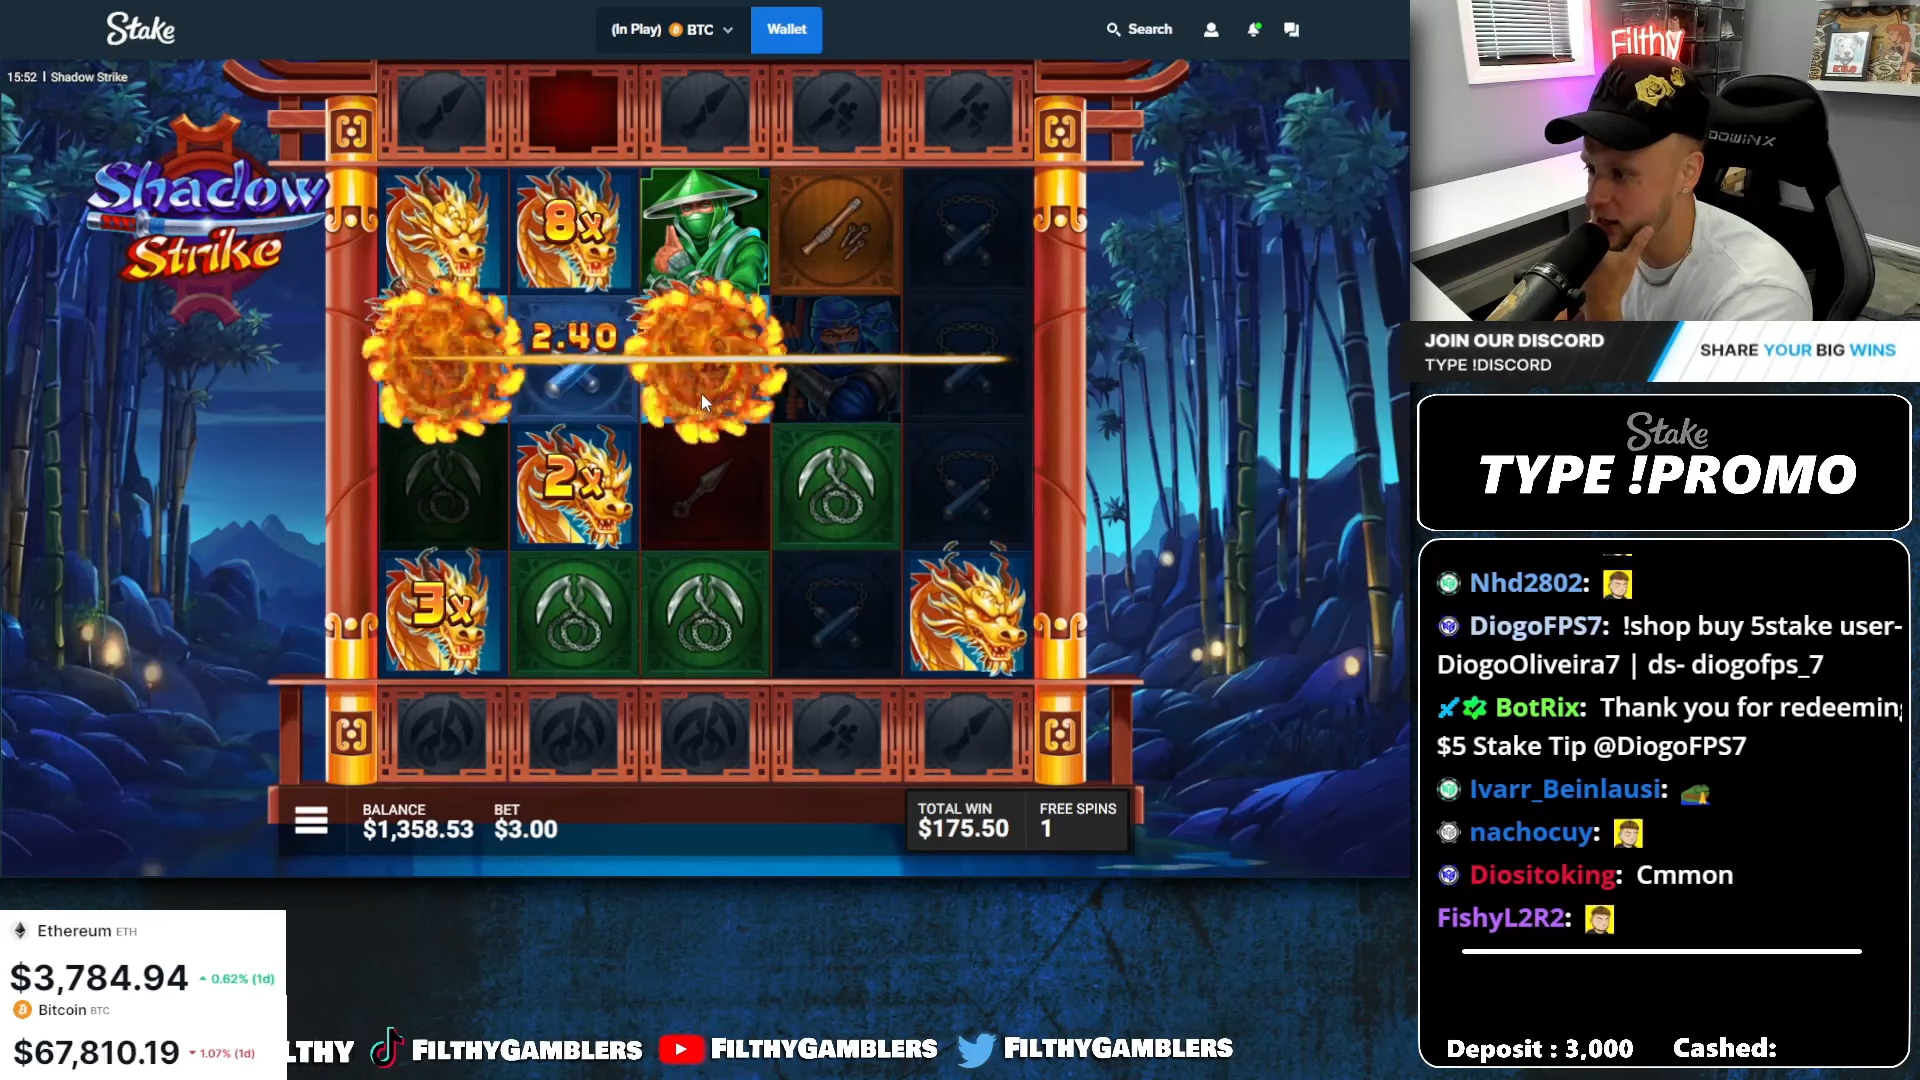 Stake
(In Play) BTC
Wallet
Search
15:52 | Shadow Strike
Shadow
Strike
8x
2.40
2x
3x
BALANCE
$1,358.53
BET
$3.00
TOTAL WIN
$175.50
FREE SPINS
1
Filthy
DOWINX
JOIN OUR DISCORD
TYPE !DISCORD
SHARE YOUR BIG WINS
Stake
TYPE !PROMO
Nhd2802:
DiogoFPS7: !shop buy 5stake user-
DiogoOliveira7 | ds- diogofps_7
BotRix: Thank you for redeeming
$5 Stake Tip @DiogoFPS7
Ivarr_Beinlausi:
nachocuy:
Diositoking: Cmmon
FishyL2R2:
Deposit : 3,000 Cashed:
Ethereum ETH
$3,784.94 0.62% (1d)
Bitcoin BTC
$67,810.19 1.07% (1d)
LTHY FILTHYGAMBLERS FILTHYGAMBLERS FILTHYGAMBLERS